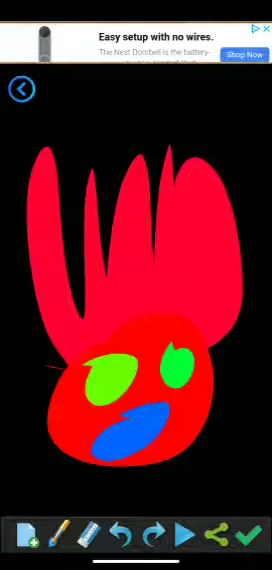 Easy setup with no wires.
The Nest Doorbell is the battery-
Shop Now